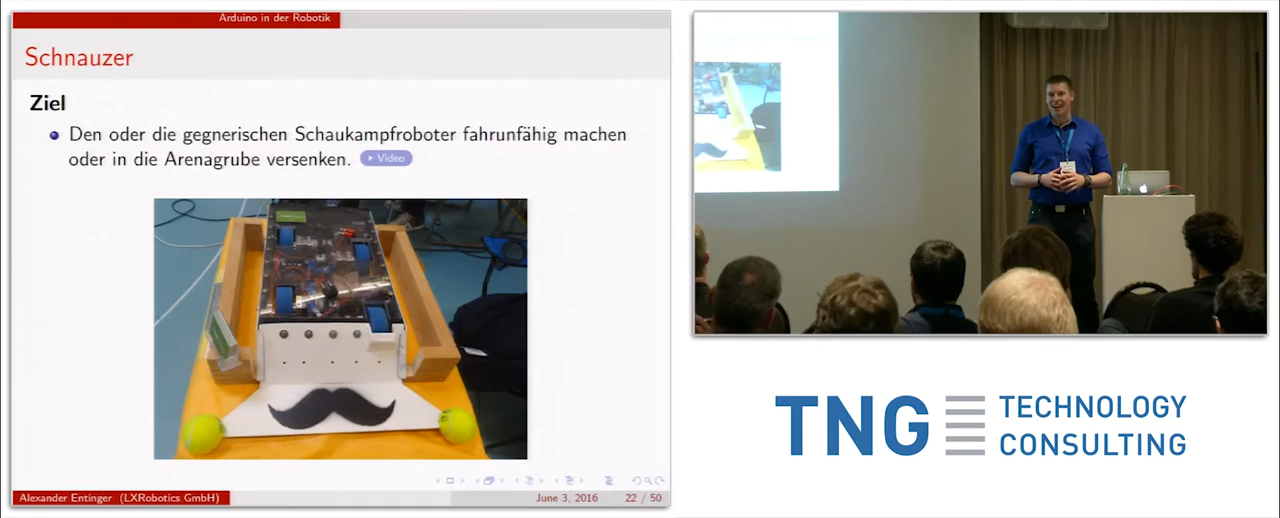 Arduino in der Robotik
Schnauzer
Ziel
Den oder die gegnerischen Schaukampfroboter fahrunfähig machen
oder in die Arenagrube versenken. Video
Alexander Entinger (LXRobotics GmbH)
June 3, 2016
22 / 50
TNG TECHNOLOGY
CONSULTING